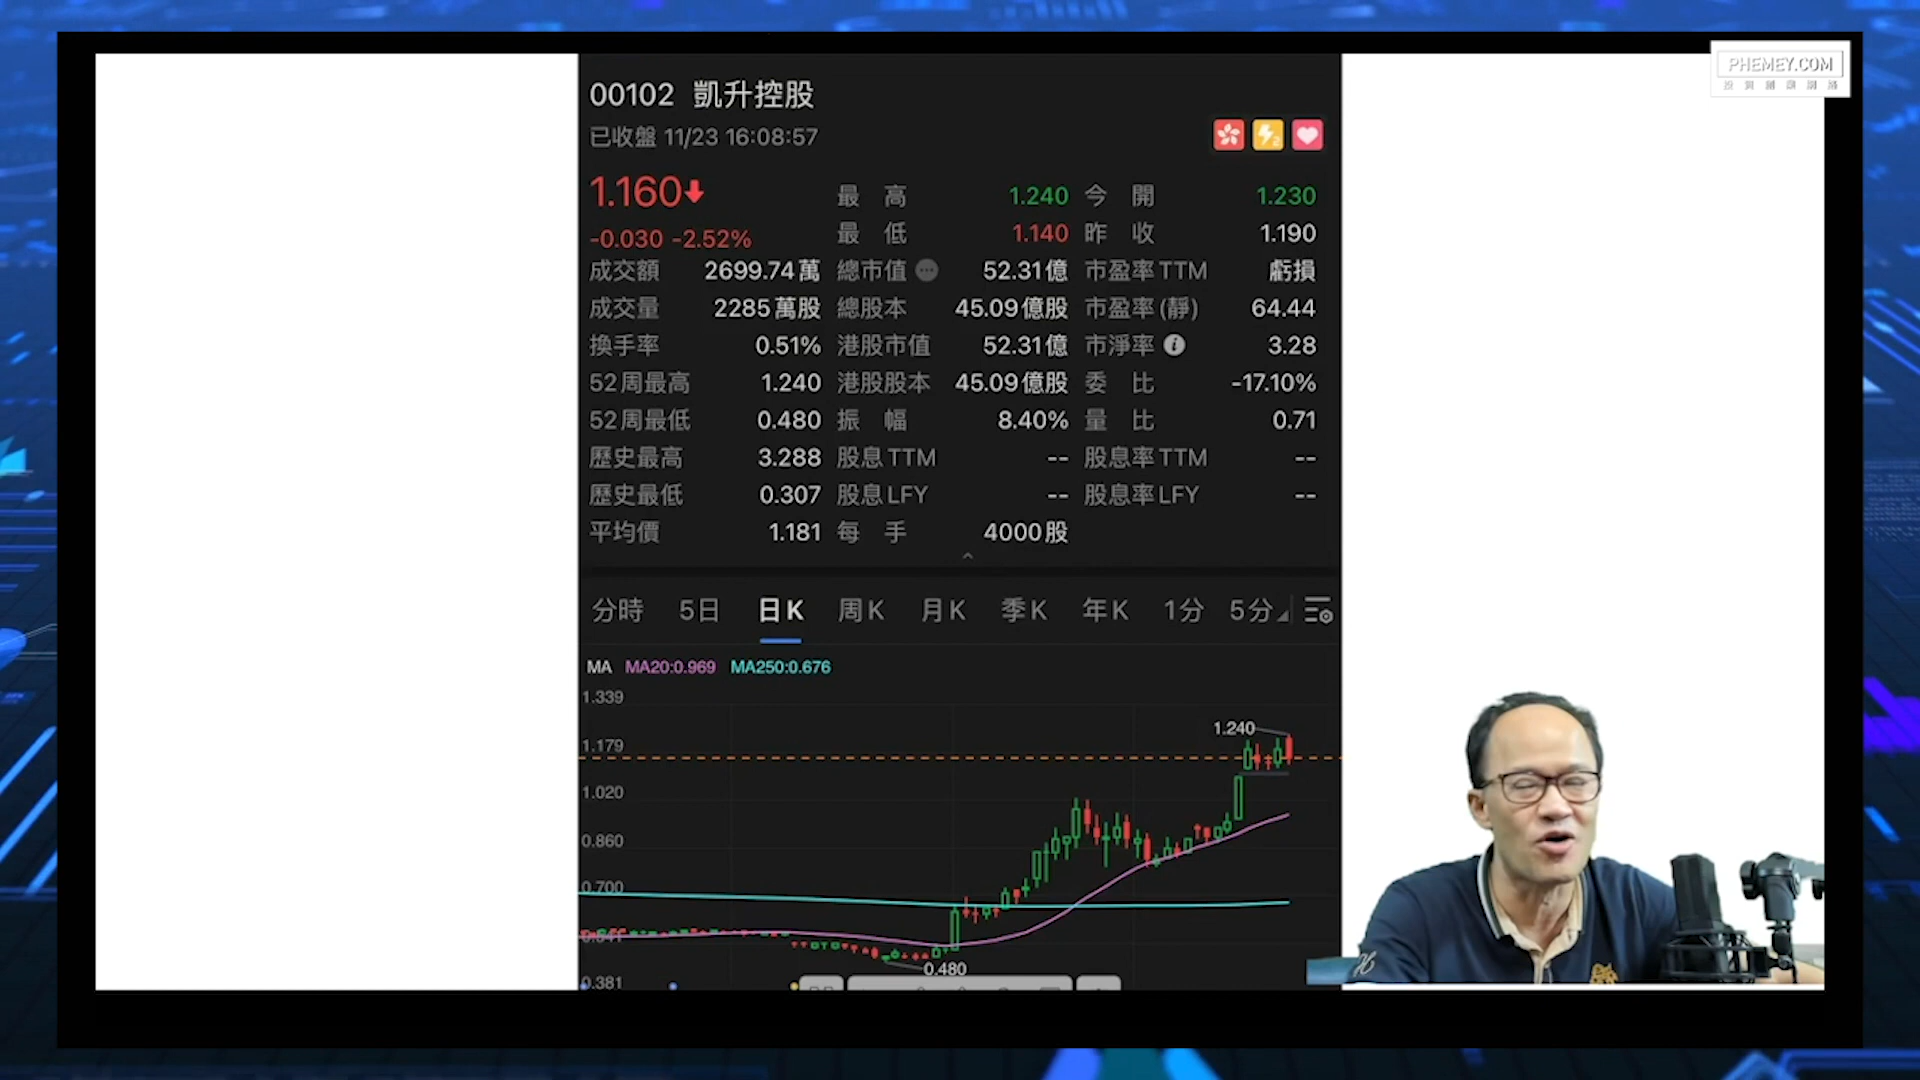 PHEMEY.COM
00102 凱升控股
已收盤 11/23 16:08:57
1.160 最高 1.240 今開 1.230
-0.030 -2.52% 最低 1.140 昨收 1.190
成交額 2699.74萬 總市值 52.31億 市盈率TTM 虧損
成交量 2285萬股 總股本 45.09億股 市盈率(靜) 64.44
換手率 0.51% 港股市值 52.31億 市淨率 3.28
52周最高 1.240 港股股本 45.09億股 委比 -17.10%
52周最低 0.480 振幅 8.40% 量比 0.71
歷史最高 3.288 股息TTM -- 股息率TTM --
歷史最低 0.307 股息LFY -- 股息率LFY --
平均價 1.181 每手 4000股
分時 5日 日K 周K 月K 季K 年K 1分 5分
MA MA20:0.969 MA250:0.676
1.339
1.240
1.179
1.020
0.860
0.700
0.541
0.480
0.381